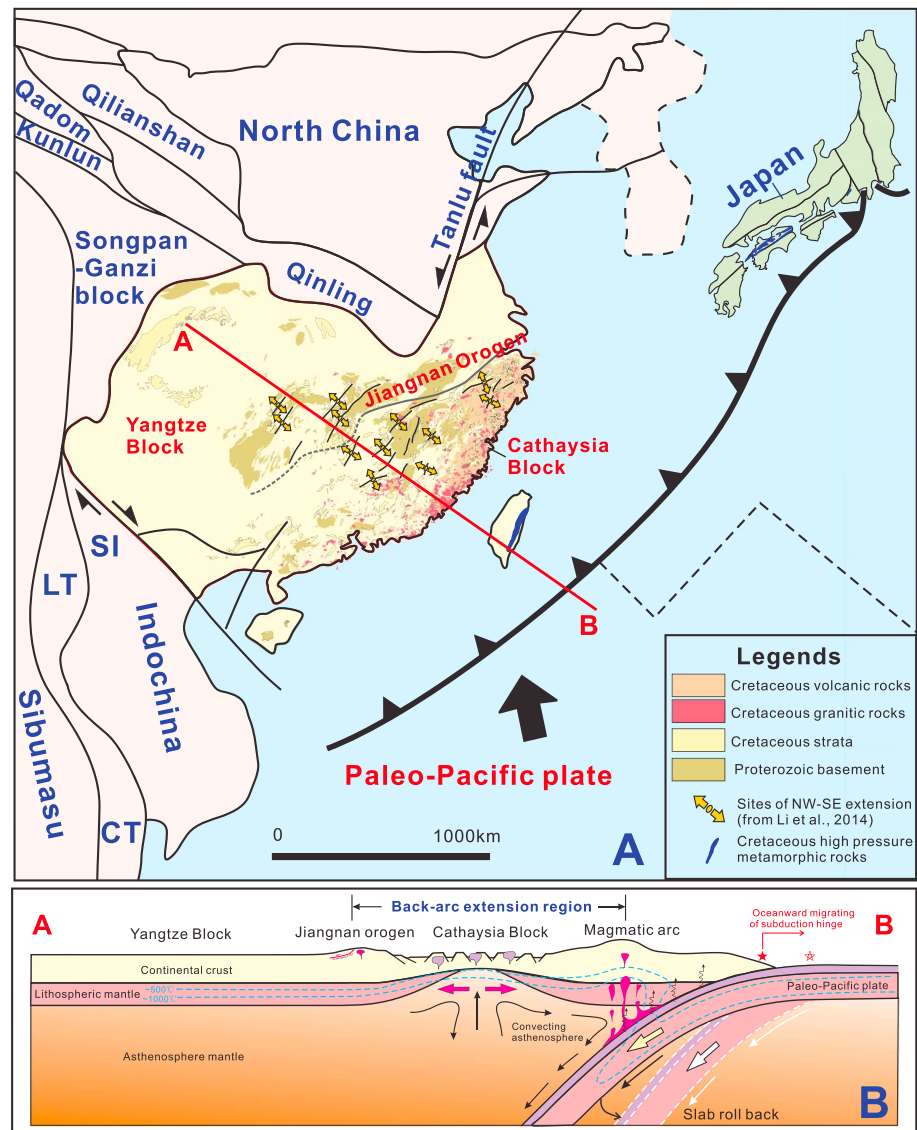 North China
Qilianshan
Qadom
Kunlun
Tanlu fault
Japan
Songpan
-Ganzi
block
Qinling
A
Jiangnan Orogen
Yangtze
Block
Cathaysia
Block
SI
LT
Indochina
B
Sibumasu
CT
Paleo-Pacific plate
0
1000km
A
Legends
Cretaceous volcanic rocks
Cretaceous granitic rocks
Cretaceous strata
Proterozoic basement
Sites of NW-SE extension
(from Li et al., 2014)
Cretaceous high pressure
metamorphic rocks
A
Back-arc extension region
Oceanward migrating
of subduction hinge
B
Yangtze Block
Jiangnan orogen
Cathaysia Block
Magmatic arc
Continental crust
Lithospheric mantle
500℃
1000℃
Paleo-Pacific plate
Convecting
asthenosphere
Asthenosphere mantle
Slab roll back
B